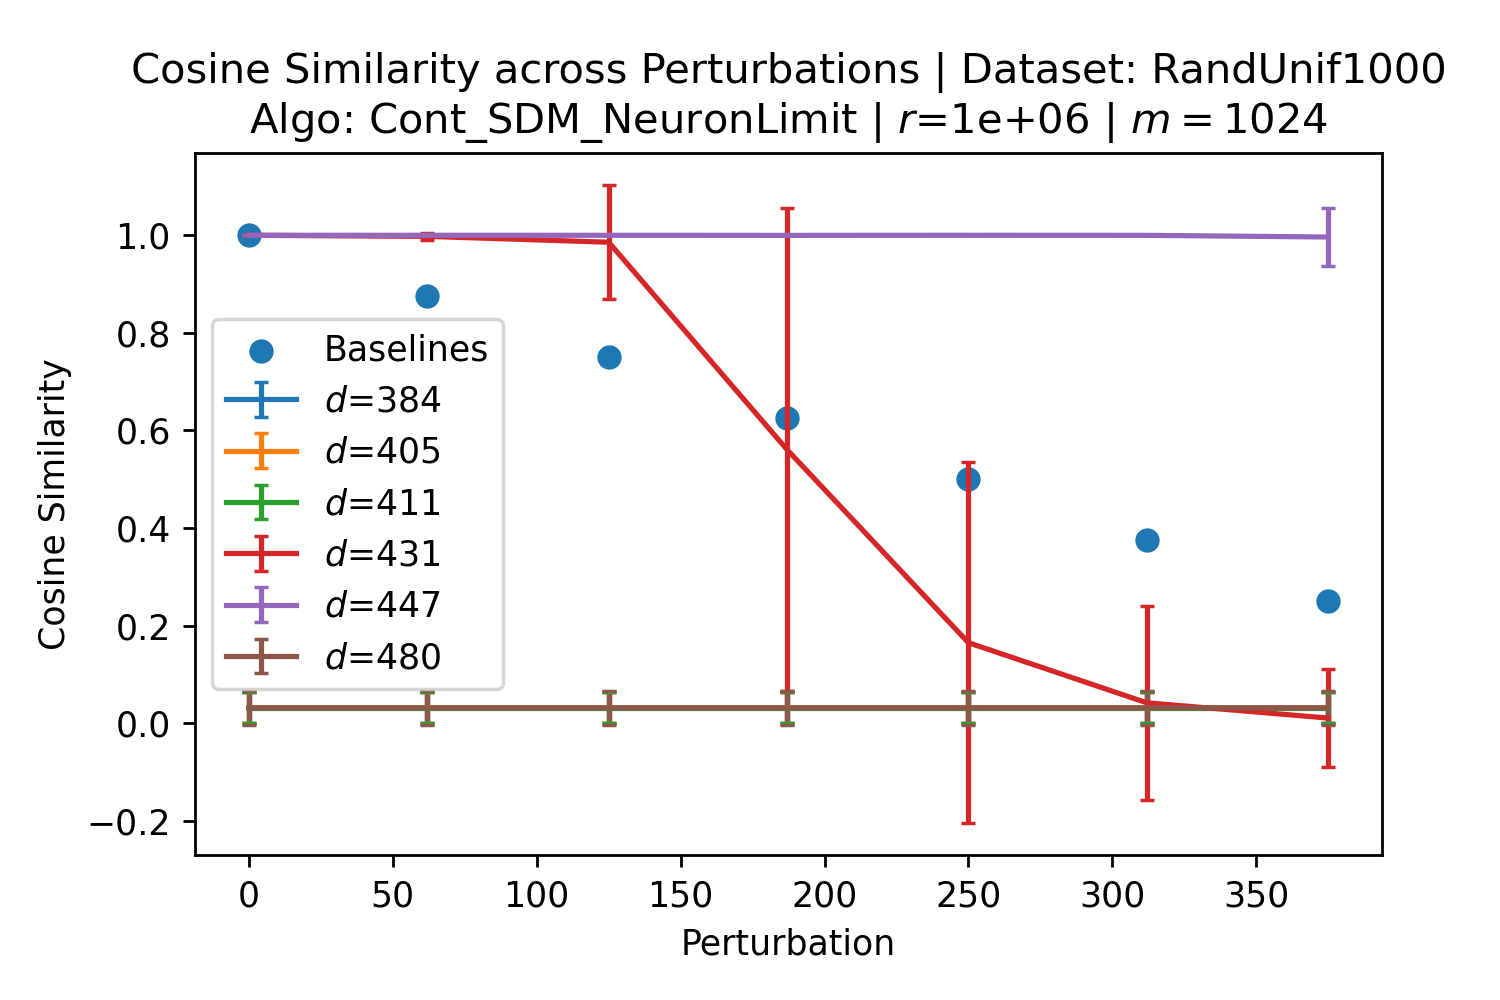 Cosine Similarity across Perturbations | Dataset: RandUnif1000
Algo: Cont_SDM_NeuronLimit | r=1e+06 | m = 1024
Cosine Similarity
1.0
0.8
0.6
0.4
0.2
0.0
−0.2
Baselines
d=384
d=405
d=411
d=431
d=447
d=480
0 50 100 150 200 250 300 350
Perturbation